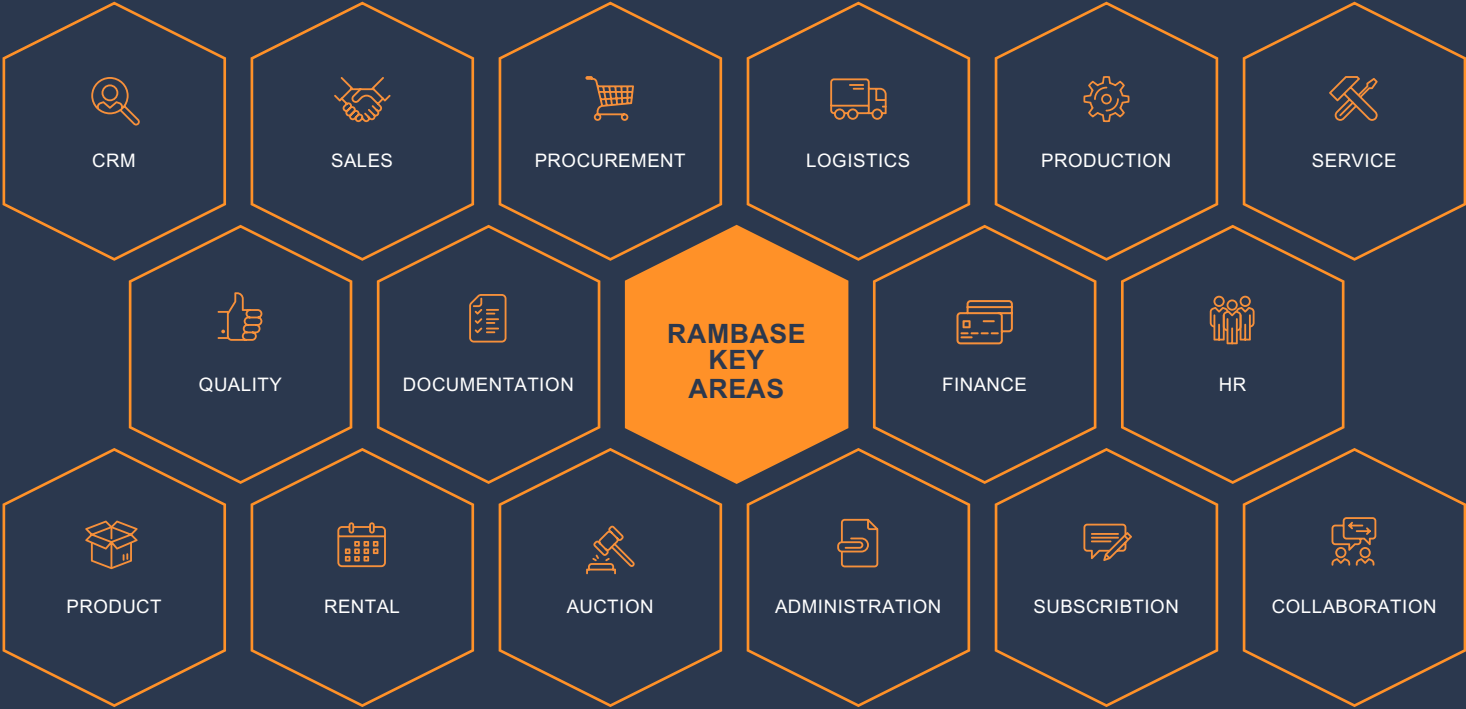 CRM
SALES
PROCUREMENT
LOGISTICS
PRODUCTION
SERVICE
QUALITY
DOCUMENTATION
RAMBASE
KEY
AREAS
FINANCE
HR
PRODUCT
RENTAL
AUCTION
ADMINISTRATION
SUBSCRIBTION
COLLABORATION